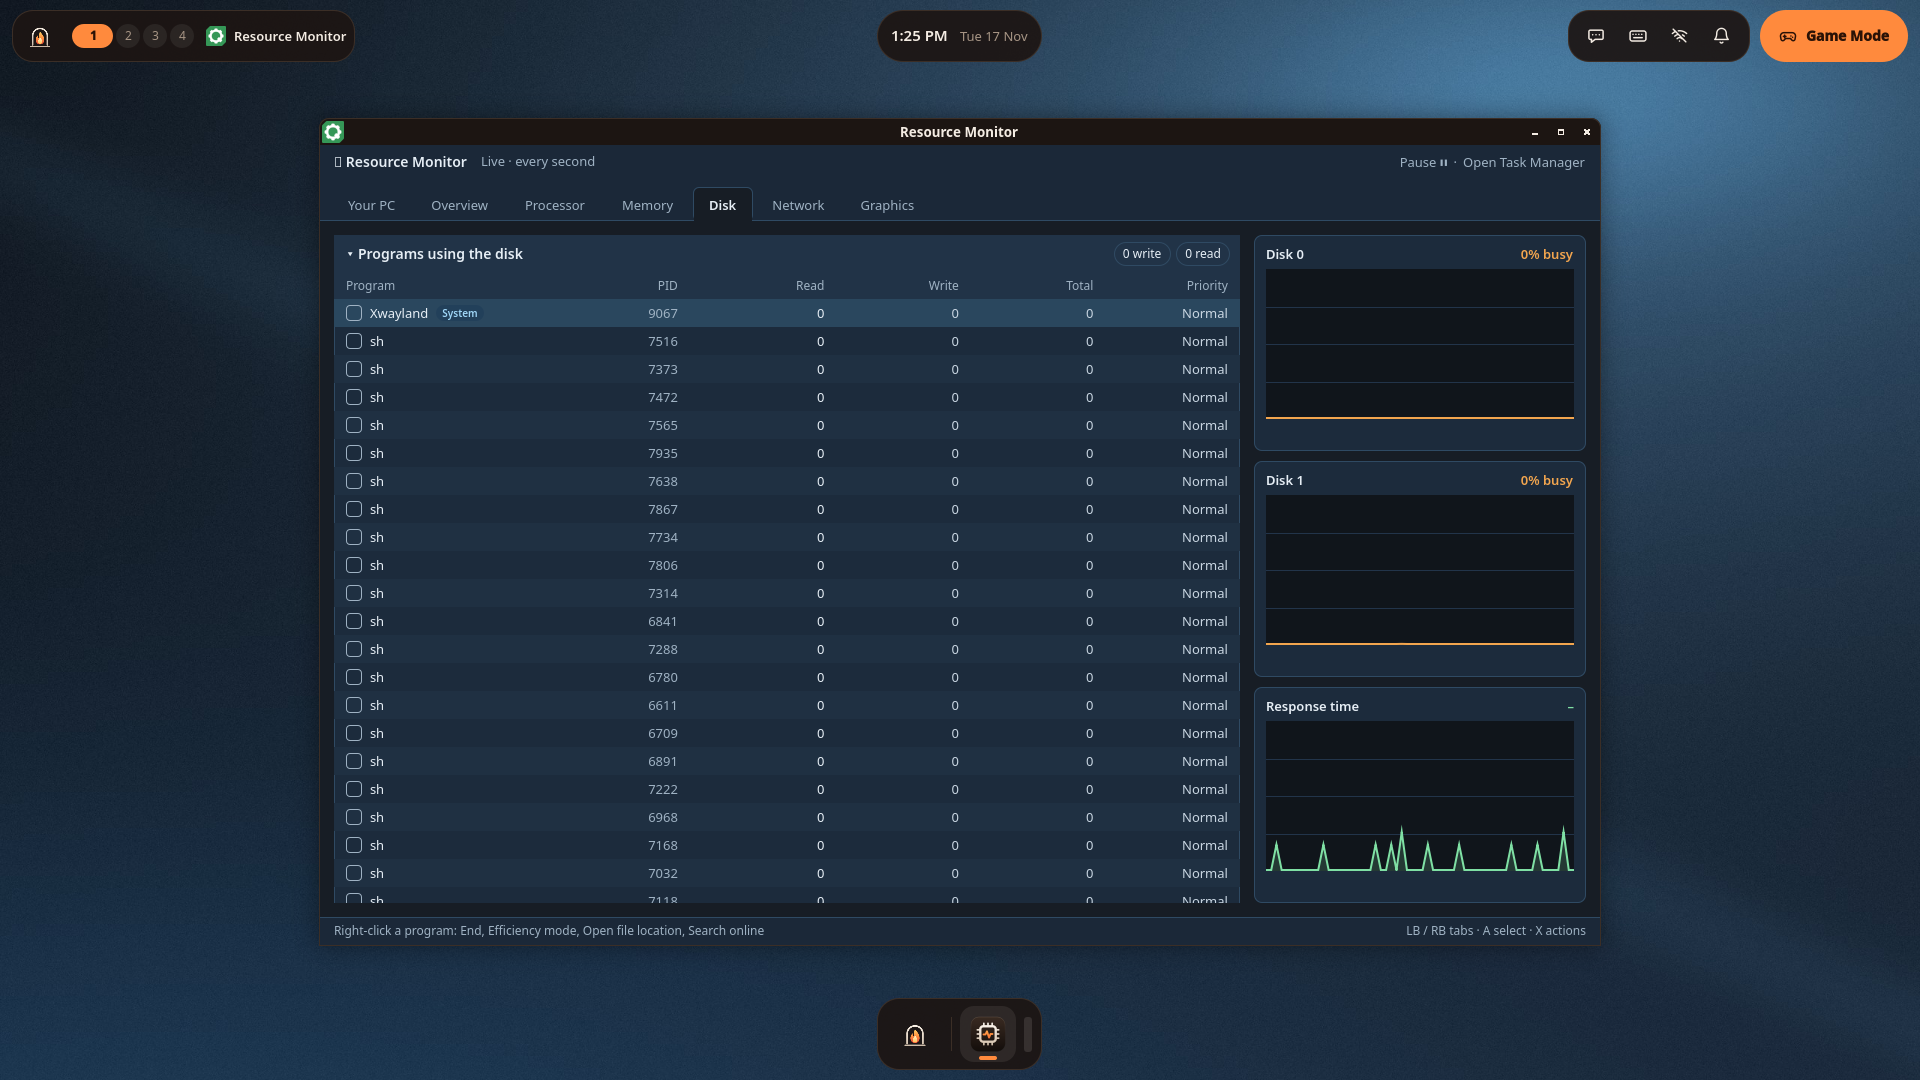 1 2 3 4 Resource Monitor
1:25 PM Tue 17 Nov
Game Mode
Resource Monitor
Resource Monitor Live · every second
Pause · Open Task Manager
Your PC Overview Processor Memory Disk Network Graphics
Programs using the disk 0 write 0 read
Program PID Read Write Total Priority
Xwayland System 9067 0 0 0 Normal
sh 7516 0 0 0 Normal
sh 7373 0 0 0 Normal
sh 7472 0 0 0 Normal
sh 7565 0 0 0 Normal
sh 7935 0 0 0 Normal
sh 7638 0 0 0 Normal
sh 7867 0 0 0 Normal
sh 7734 0 0 0 Normal
sh 7806 0 0 0 Normal
sh 7314 0 0 0 Normal
sh 6841 0 0 0 Normal
sh 7288 0 0 0 Normal
sh 6780 0 0 0 Normal
sh 6611 0 0 0 Normal
sh 6709 0 0 0 Normal
sh 6891 0 0 0 Normal
sh 7222 0 0 0 Normal
sh 6968 0 0 0 Normal
sh 7168 0 0 0 Normal
sh 7032 0 0 0 Normal
sh 7118 0 0 0 Normal
Disk 0 0% busy
Disk 1 0% busy
Response time –
Right-click a program: End, Efficiency mode, Open file location, Search online
LB / RB tabs · A select · X actions